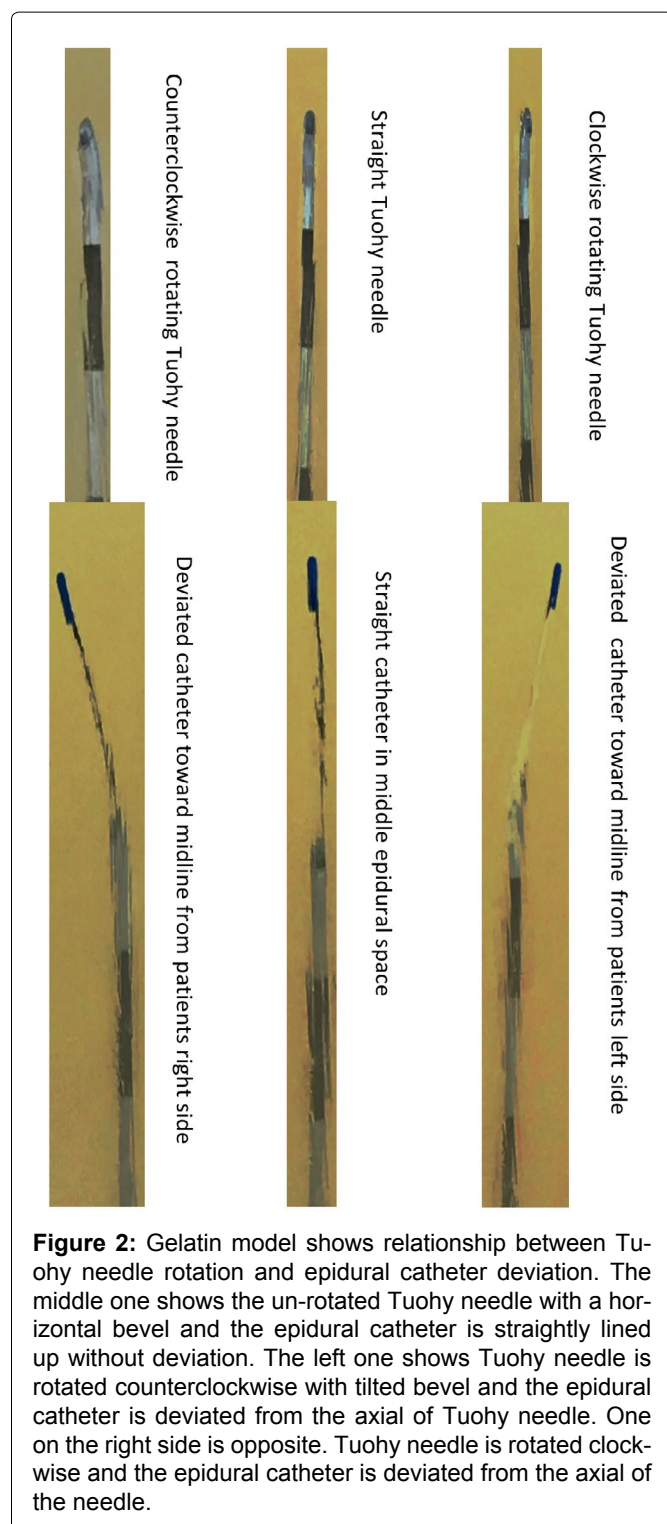 Counterclockwise rotating Tuohy needle
Straight Tuohy needle
Clockwise rotating Tuohy needle
Deviated catheter toward midline from patients right side
Straight catheter in middle epidural space
Deviated catheter toward midline from patients left side
Figure 2: Gelatin model shows relationship between Tu-
ohy needle rotation and epidural catheter deviation. The
middle one shows the un-rotated Tuohy needle with a hor-
izontal bevel and the epidural catheter is straightly lined
up without deviation. The left one shows Tuohy needle is
rotated counterclockwise with tilted bevel and the epidural
catheter is deviated from the axial of Tuohy needle. One
on the right side is opposite. Tuohy needle is rotated clock-
wise and the epidural catheter is deviated from the axial of
the needle.